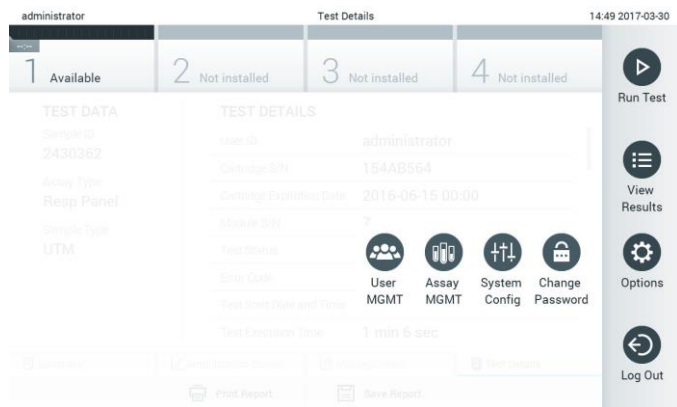 administrator
Test Details
14:49 2017-03-30
1 Available
2 Not installed
3 Not installed
4 Not installed
Run Test
View
Results
Options
Log Out
TEST DATA
Sample ID
2430362
Assay Type
Resp Panel
Sample Type
UTM
TEST DETAILS
User ID
administrator
Cartridge S/N
154AB564
Cartridge Expiration Date
2016-06-15 00:00
Module S/N
7
Test Status
Error Code
Test Start Date and Time
Test Execution Time
1 min 6 sec
User
MGMT
Assay
MGMT
System
Config
Change
Password
Summary
Test Details
Print Report
Save Report